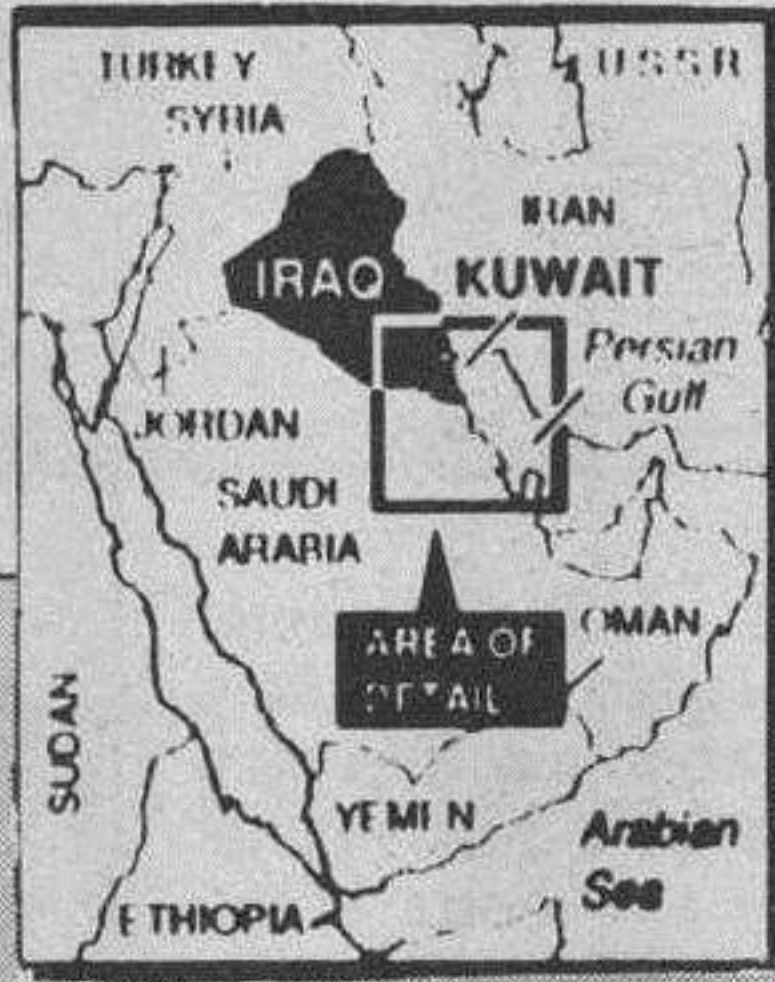 TURKEY
U.S.S.R.
SYRIA
IRAN
IRAQ
KUWAIT
Persian
Gulf
JORDAN
SAUDI
ARABIA
AREA OF
DETAIL
OMAN
SUDAN
YEMEN
Arabian
Sea
ETHIOPIA